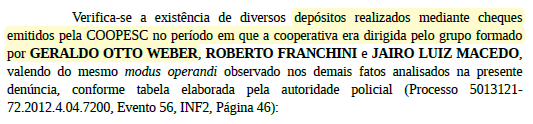 Verifica-se a existência de diversos depósitos realizados mediante cheques
emitidos pela COOPESC no período em que a cooperativa era dirigida pelo grupo formado
por GERALDO OTTO WEBER, ROBERTO FRANCHINI e JAIRO LUIZ MACEDO,
valendo do mesmo modus operandi observado nos demais fatos analisados na presente
denúncia, conforme tabela elaborada pela autoridade policial (Processo 5013121-
72.2012.4.04.7200, Evento 56, INF2, Página 46):